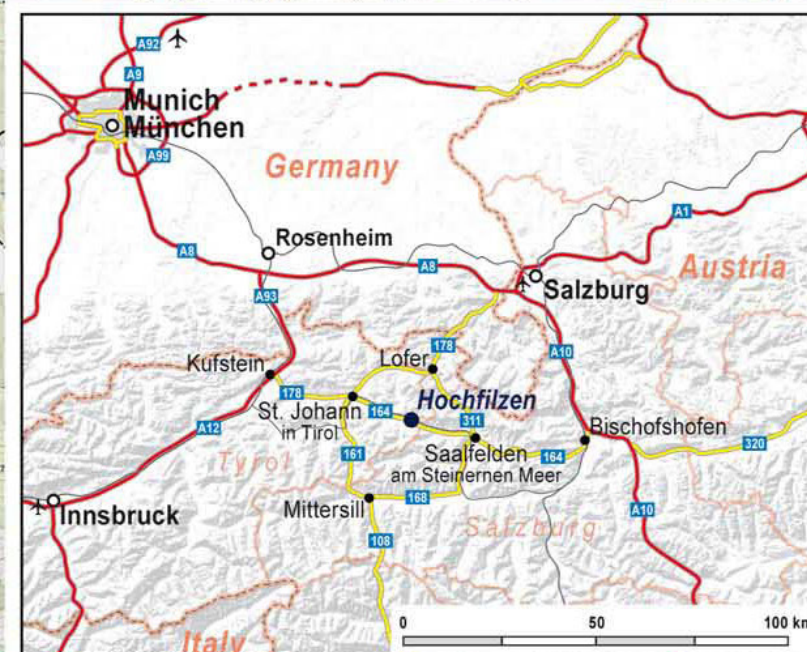 A92
A9
Munich
München
A99
Germany
Rosenheim
A8
A8
A1
Austria
A93
Salzburg
178
Lofer
A10
Kufstein
178
Hochfilzen
St. Johann
in Tirol
164
311
Bischofshofen
A12
Saalfelden
am Steinernen Meer
164
320
161
Tyrol
Mittersill
168
A10
Innsbruck
Salzburg
108
Italy
0 50 100 km